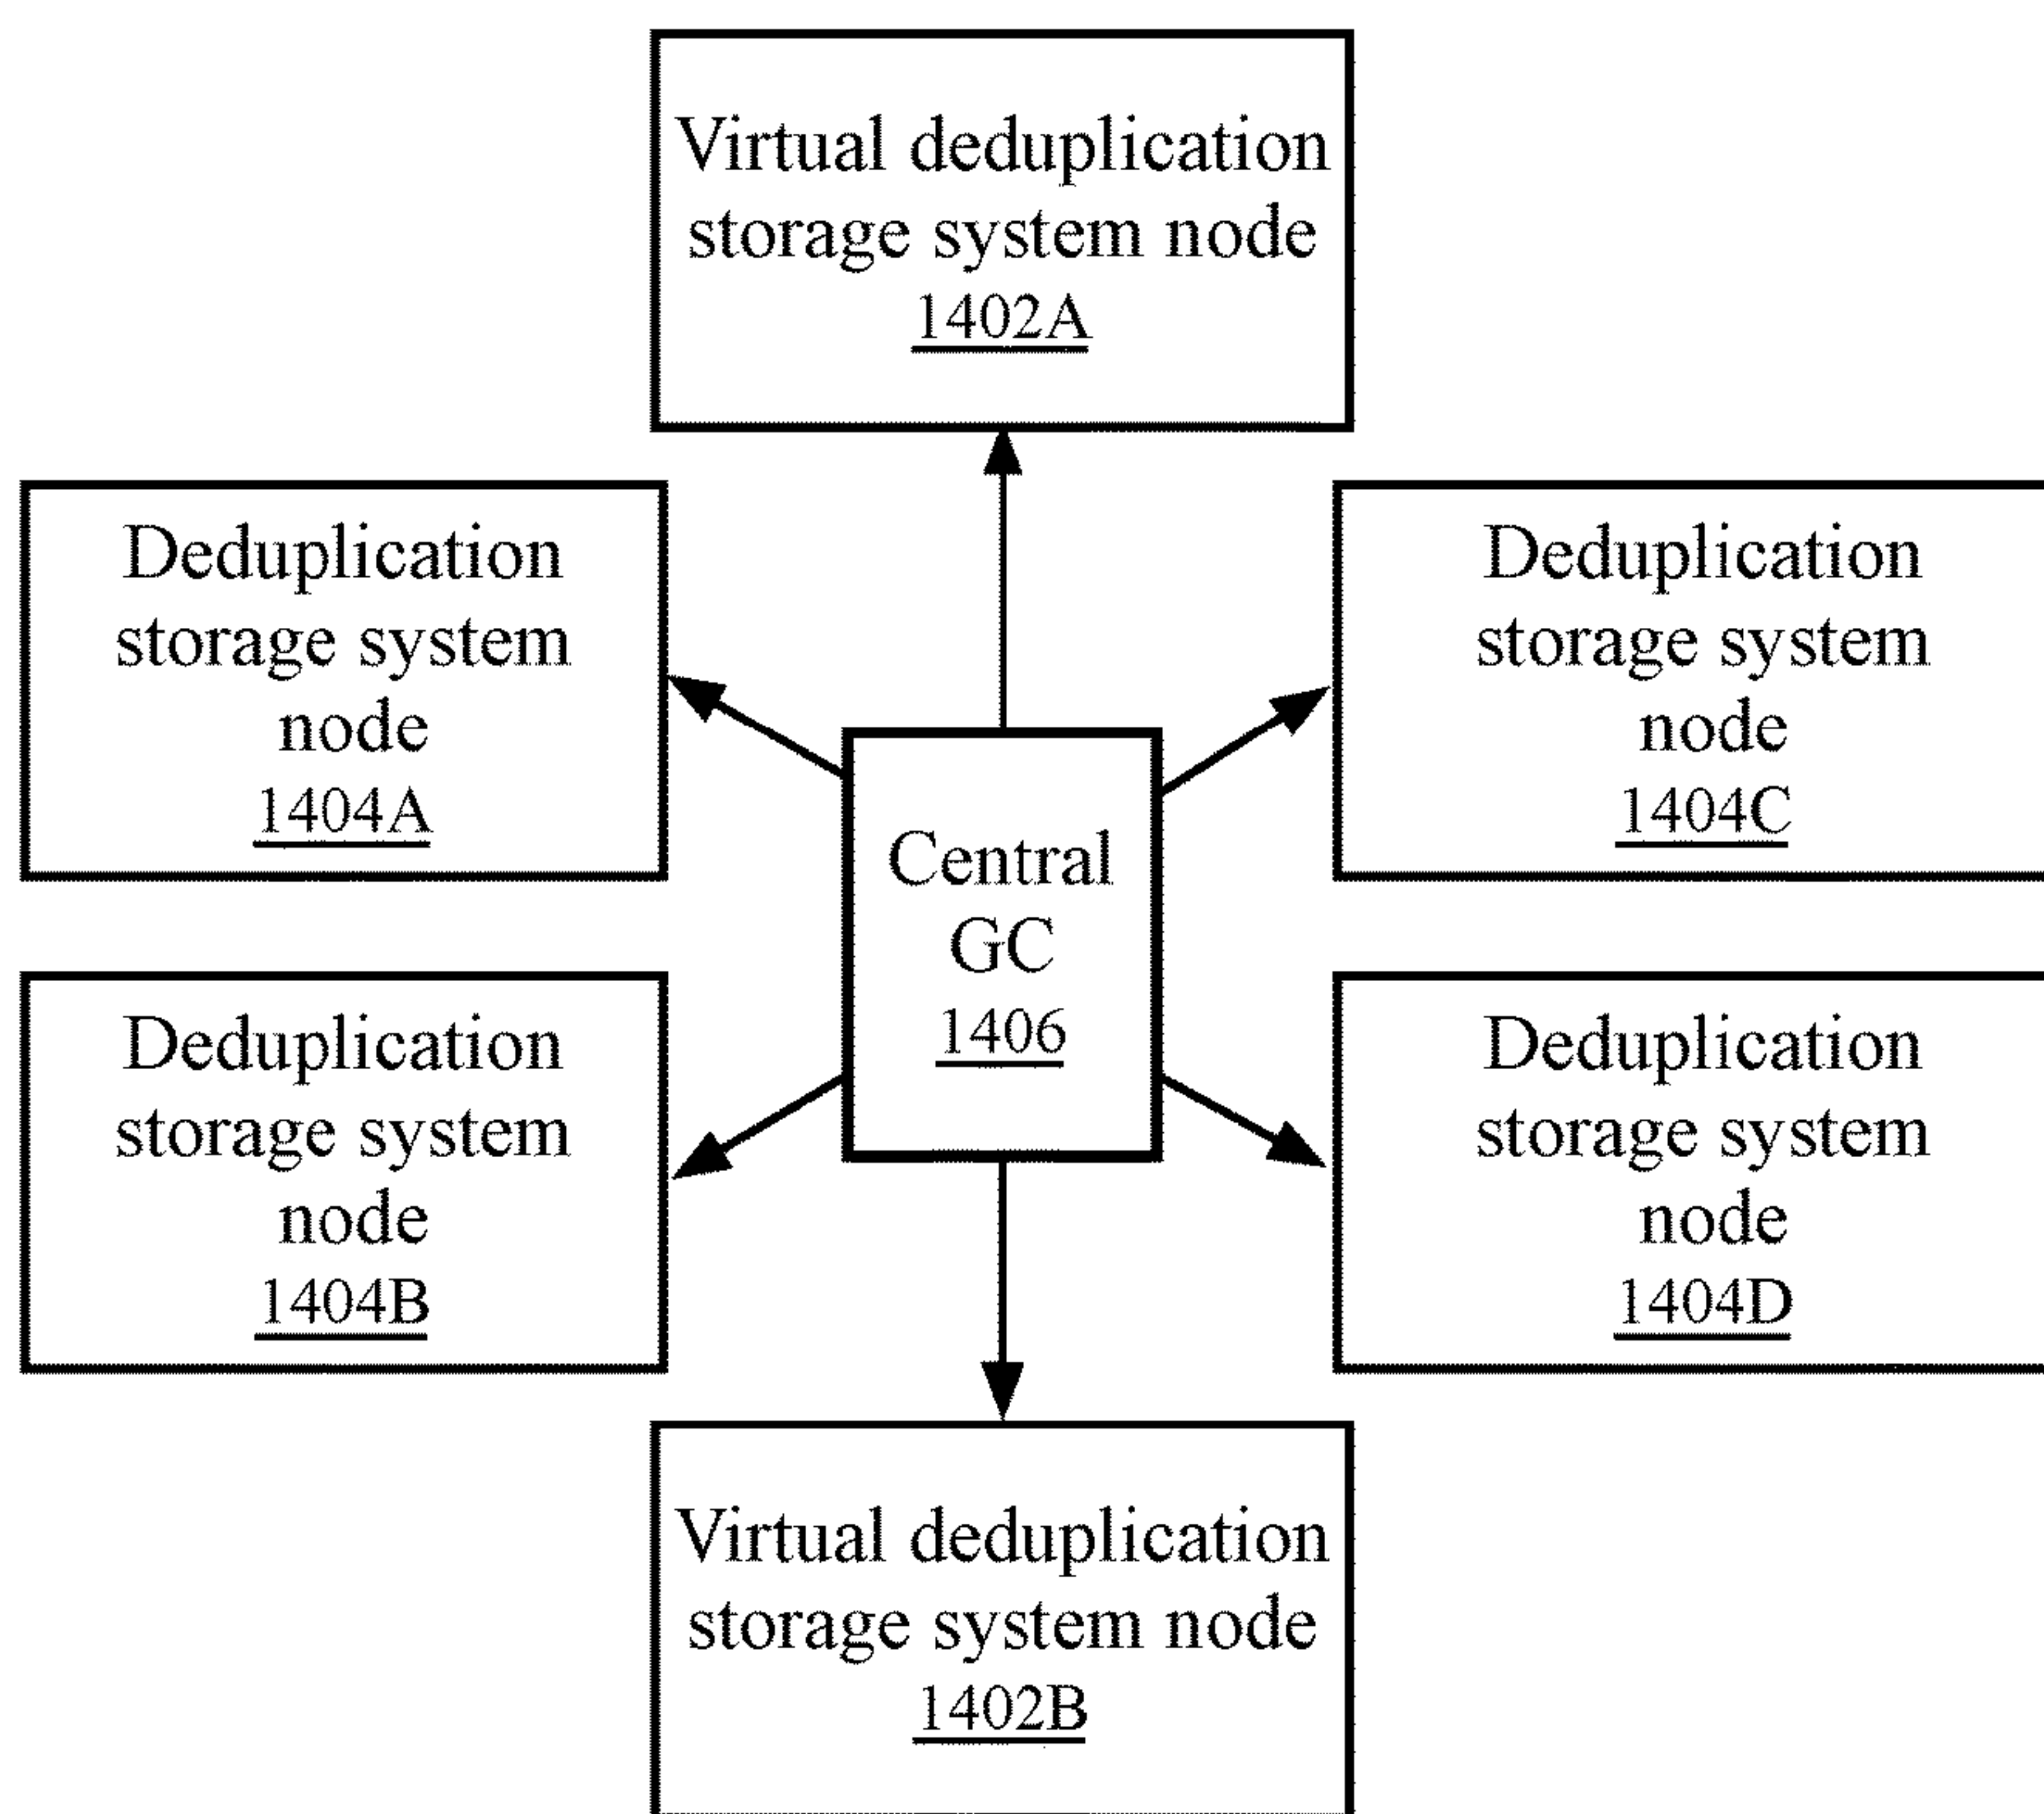 Virtual deduplication
storage system node
1402A
Deduplication
storage system
node
1404A
Deduplication
storage system
node
1404C
Central
GC
1406
Deduplication
storage system
node
1404B
Deduplication
storage system
node
1404D
Virtual deduplication
storage system node
1402B